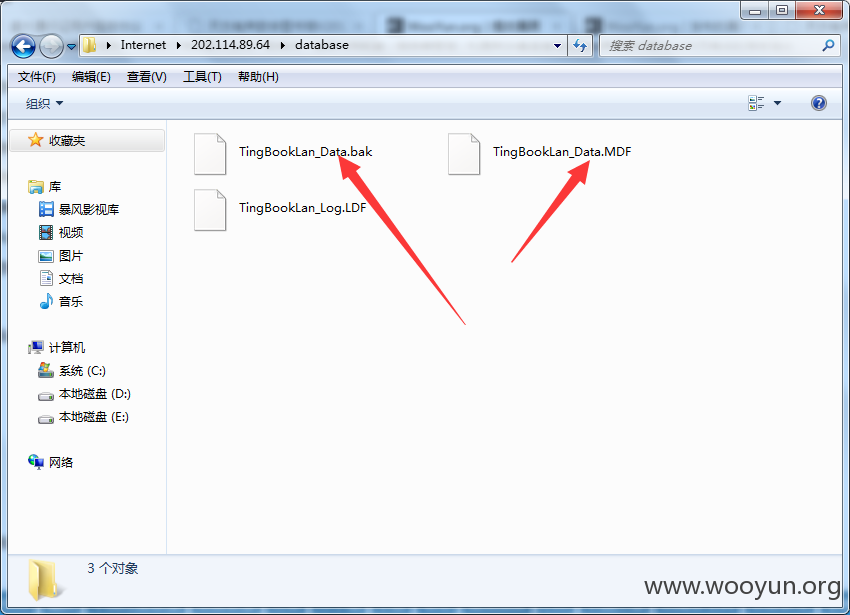 Internet 202.114.89.64 database
搜索 database
文件(F) 编辑(E) 查看(V) 工具(T) 帮助(H)
组织
收藏夹
库
暴风影视库
视频
图片
文档
音乐
计算机
系统 (C:)
本地磁盘 (D:)
本地磁盘 (E:)
网络
TingBookLan_Data.bak
TingBookLan_Data.MDF
TingBookLan_Log.LDF
3 个对象
www.wooyun.org